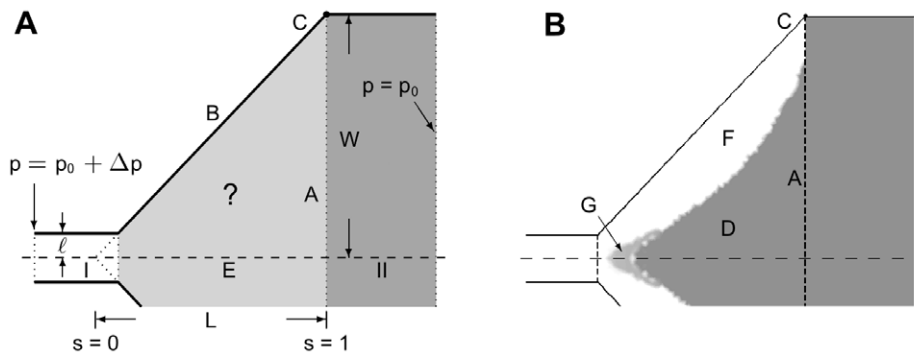 A
C
B
W
p = p₀
p = p₀ + Δp
A
?
ℓ
I
E
II
L
s = 0
s = 1
B
C
F
A
G
D